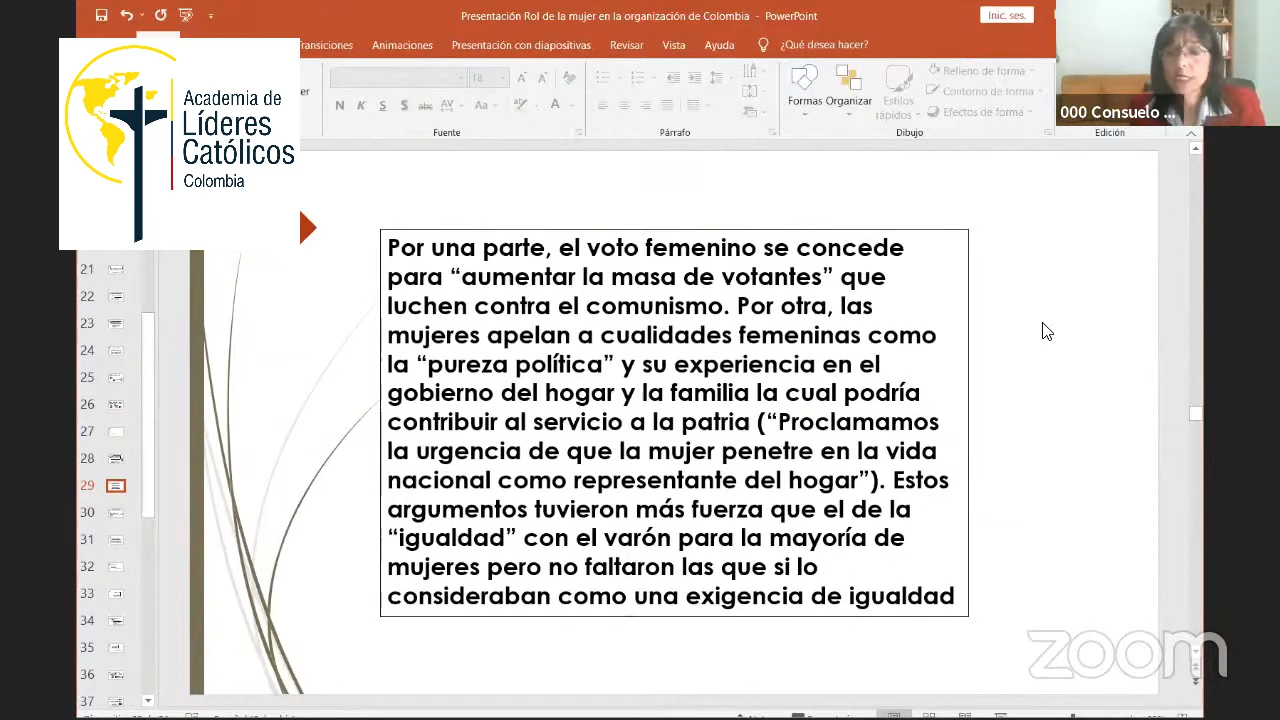 Presentación Rol de la mujer en la organización de Colombia - PowerPoint
Inic. ses.
Transiciones
Animaciones
Presentación con diapositivas
Revisar
Vista
Ayuda
¿Qué desea hacer?
Formas
Organizar
Estilos
rápidos
Relleno de forma
Contorno de forma
Efectos de forma
Fuente
Párrafo
Dibujo
Edición
000 Consuelo ...
Academia de
Líderes
Católicos
Colombia
21
22
23
24
25
26
27
28
29
30
31
32
33
34
35
36
37
Por una parte, el voto femenino se concede
para “aumentar la masa de votantes” que
luchen contra el comunismo. Por otra, las
mujeres apelan a cualidades femeninas como
la “pureza política” y su experiencia en el
gobierno del hogar y la familia la cual podría
contribuir al servicio a la patria (“Proclamamos
la urgencia de que la mujer penetre en la vida
nacional como representante del hogar”). Estos
argumentos tuvieron más fuerza que el de la
“igualdad” con el varón para la mayoría de
mujeres pero no faltaron las que si lo
consideraban como una exigencia de igualdad
zoom